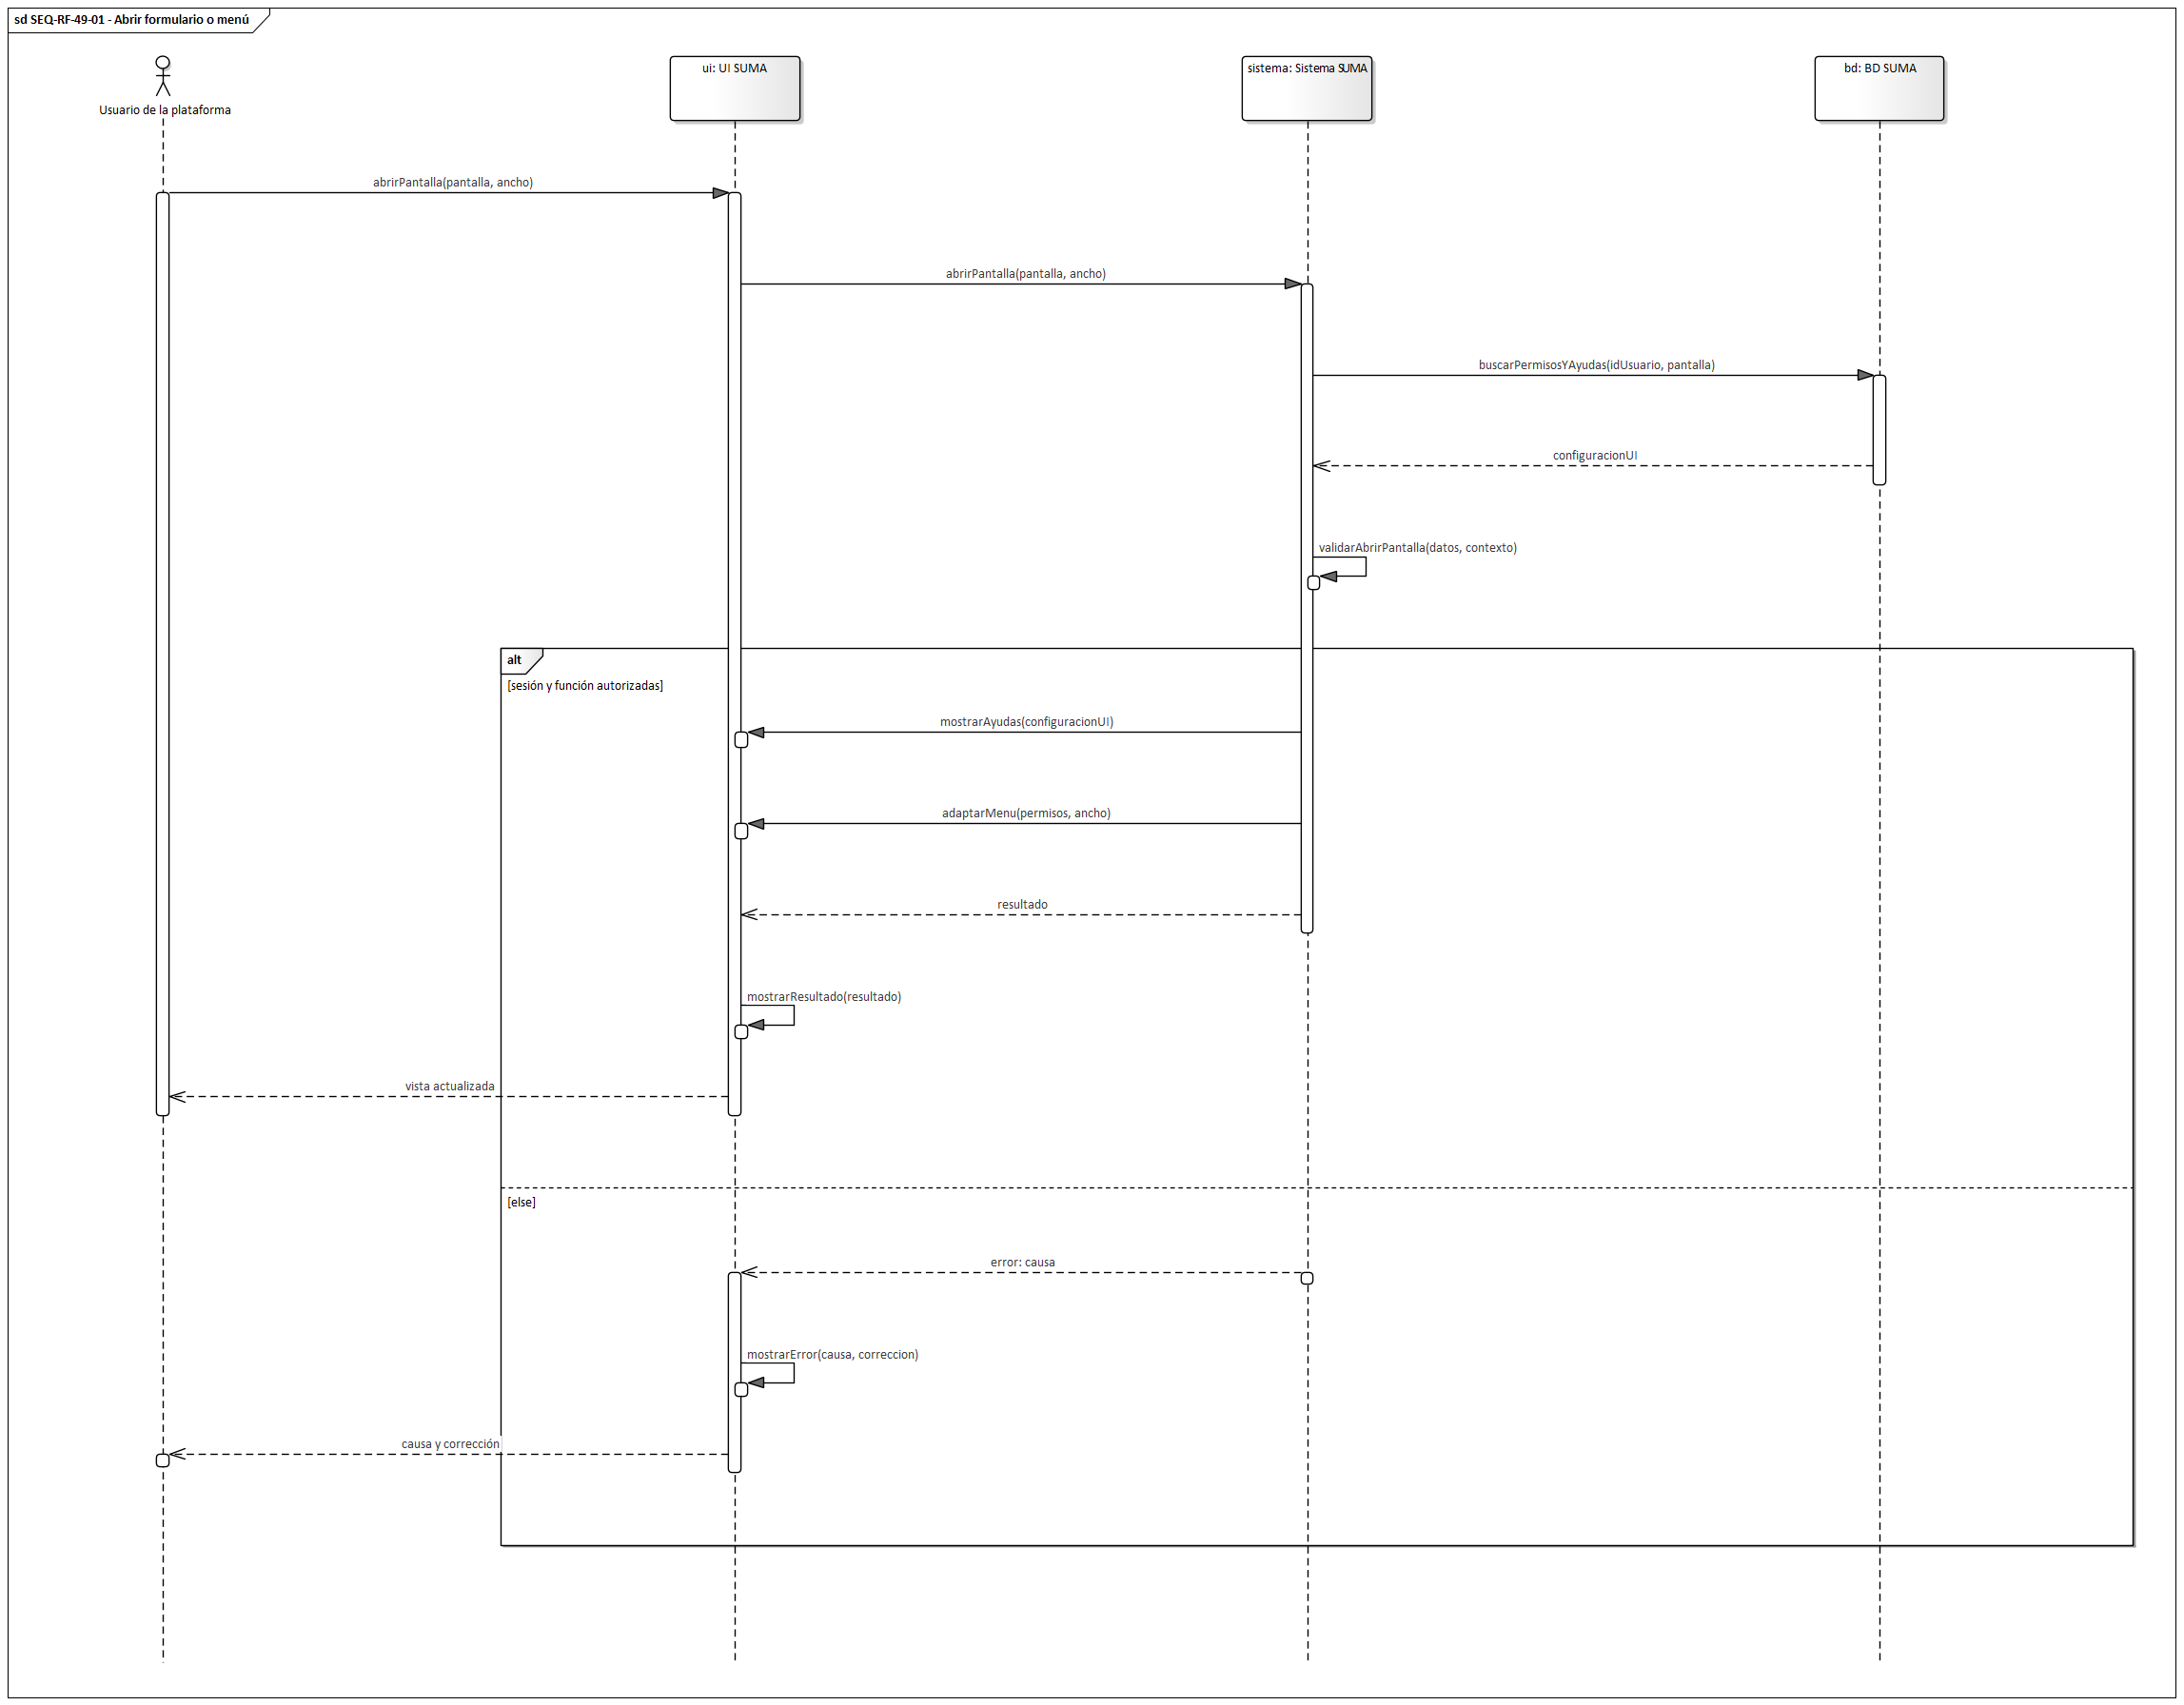 sd SEQ-RF-49-01 - Abrir formulario o menú
Usuario de la plataforma
ui: UI SUMA
sistema: Sistema SUMA
bd: BD SUMA
abrirPantalla(pantalla, ancho)
abrirPantalla(pantalla, ancho)
buscarPermisosYAyudas(idUsuario, pantalla)
configuracionUI
validarAbrirPantalla(datos, contexto)
alt
[sesión y función autorizadas]
mostrarAyudas(configuracionUI)
adaptarMenu(permisos, ancho)
resultado
mostrarResultado(resultado)
vista actualizada
[else]
error: causa
mostrarError(causa, correccion)
causa y corrección